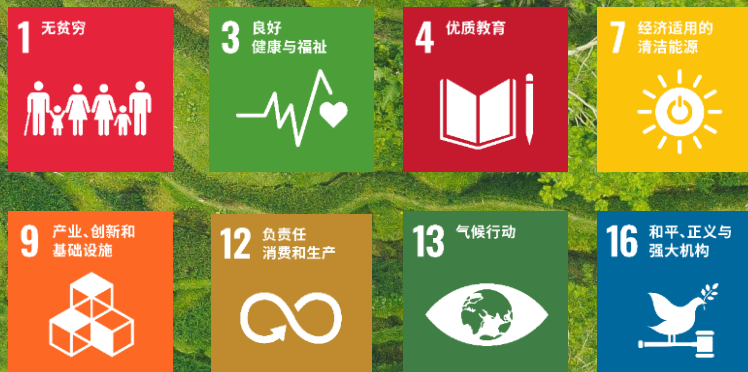 1 无贫穷
3 良好
健康与福祉
4 优质教育
7 经济适用的
清洁能源
9 产业、创新和
基础设施
12 负责任
消费和生产
13 气候行动
16 和平、正义与
强大机构